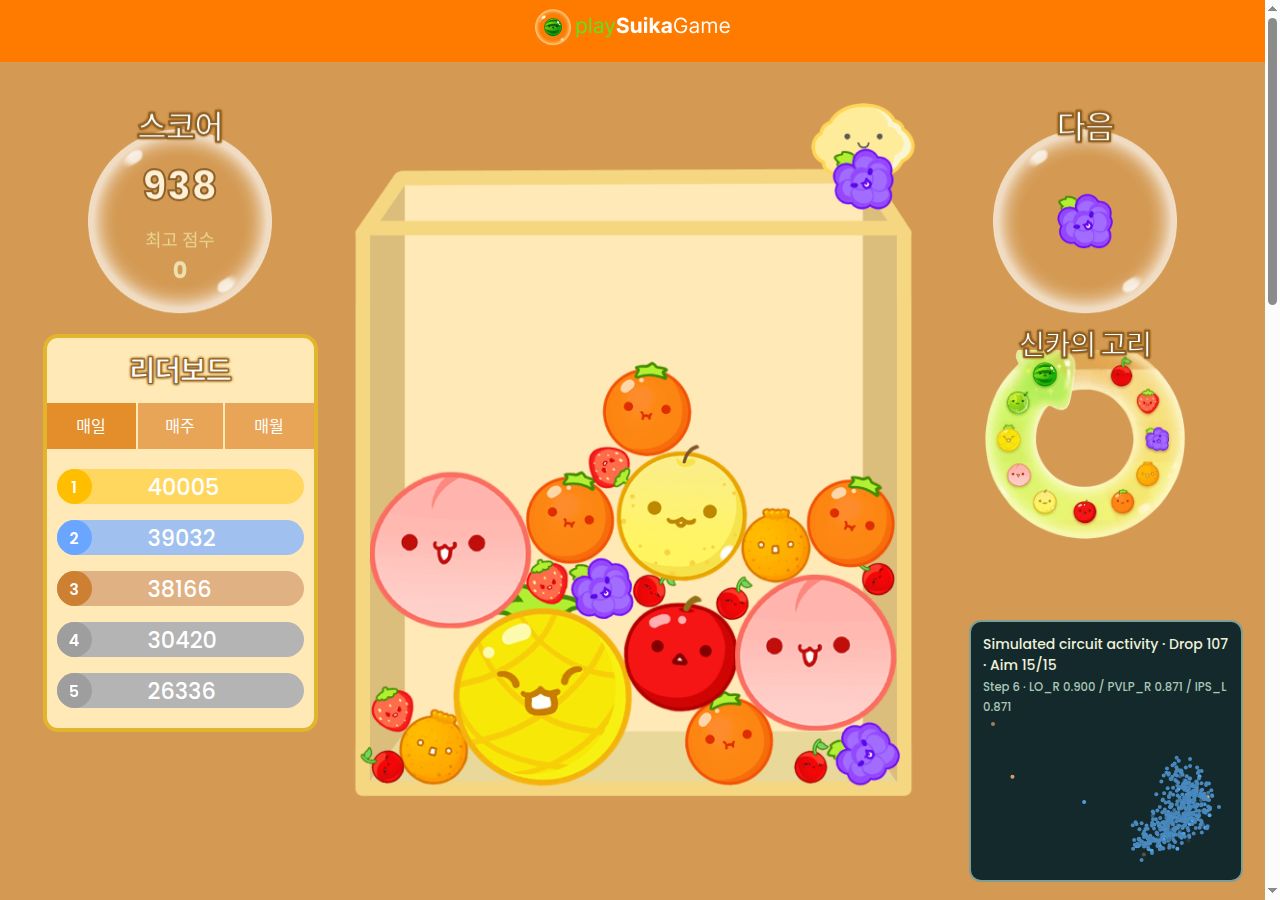 playSuikaGame
스코어
938
최고 점수
0
리더보드
매일 매주 매월
1 40005
2 39032
3 38166
4 30420
5 26336
다음
신카의 고리
Simulated circuit activity · Drop 107
· Aim 15/15
Step 6 · LO_R 0.900 / PVLP_R 0.871 / IPS_L
0.871